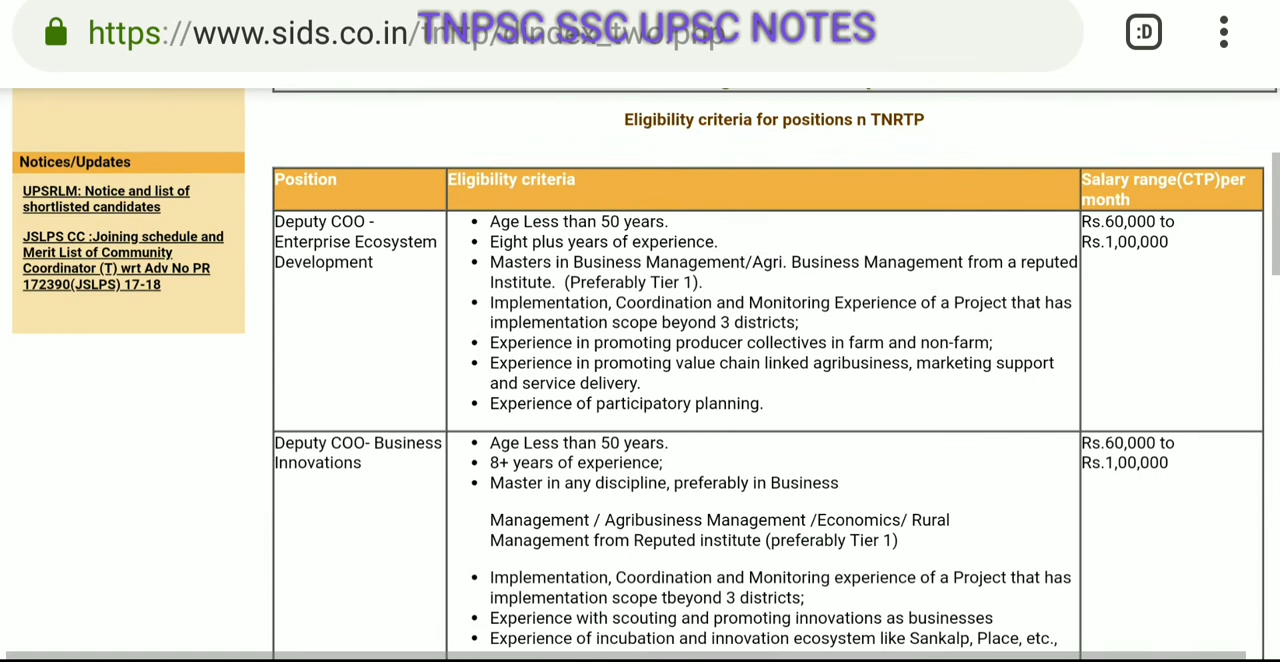 https://www.sids.co.in/tnrtp/dindex_two.php
TNPSC SSC UPSC NOTES
:D
Eligibility criteria for positions n TNRTP
Notices/Updates
UPSRLM: Notice and list of
shortlisted candidates
JSLPS CC :Joining schedule and
Merit List of Community
Coordinator (T) wrt Adv No PR
172390(JSLPS) 17-18
Position
Eligibility criteria
Salary range(CTP)per
month
Deputy COO -
Enterprise Ecosystem
Development
• Age Less than 50 years.
• Eight plus years of experience.
• Masters in Business Management/Agri. Business Management from a reputed
Institute. (Preferably Tier 1).
• Implementation, Coordination and Monitoring Experience of a Project that has
implementation scope beyond 3 districts;
• Experience in promoting producer collectives in farm and non-farm;
• Experience in promoting value chain linked agribusiness, marketing support
and service delivery.
• Experience of participatory planning.
Rs.60,000 to
Rs.1,00,000
Deputy COO- Business
Innovations
• Age Less than 50 years.
• 8+ years of experience;
• Master in any discipline, preferably in Business
Management / Agribusiness Management /Economics/ Rural
Management from Reputed institute (preferably Tier 1)
• Implementation, Coordination and Monitoring experience of a Project that has
implementation scope tbeyond 3 districts;
• Experience with scouting and promoting innovations as businesses
• Experience of incubation and innovation ecosystem like Sankalp, Place, etc.,
Rs.60,000 to
Rs.1,00,000